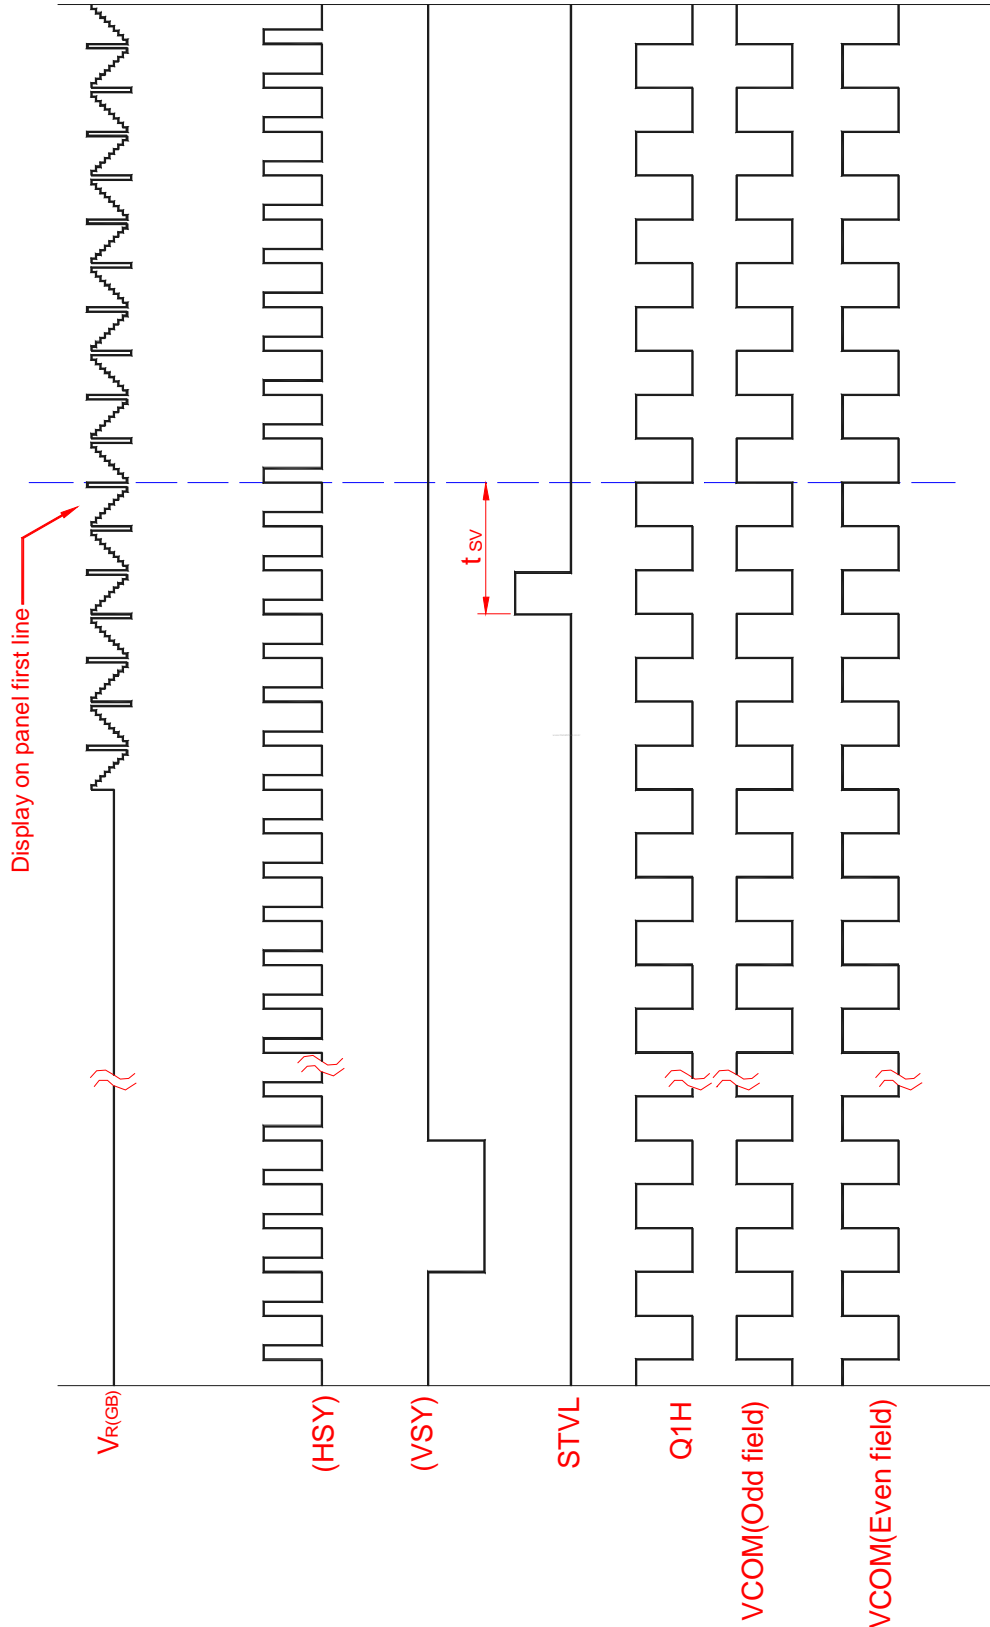 Display on panel first line
tSV
VR(GB)
(HSY)
(VSY)
STVL
Q1H
VCOM(Odd field)
VCOM(Even field)